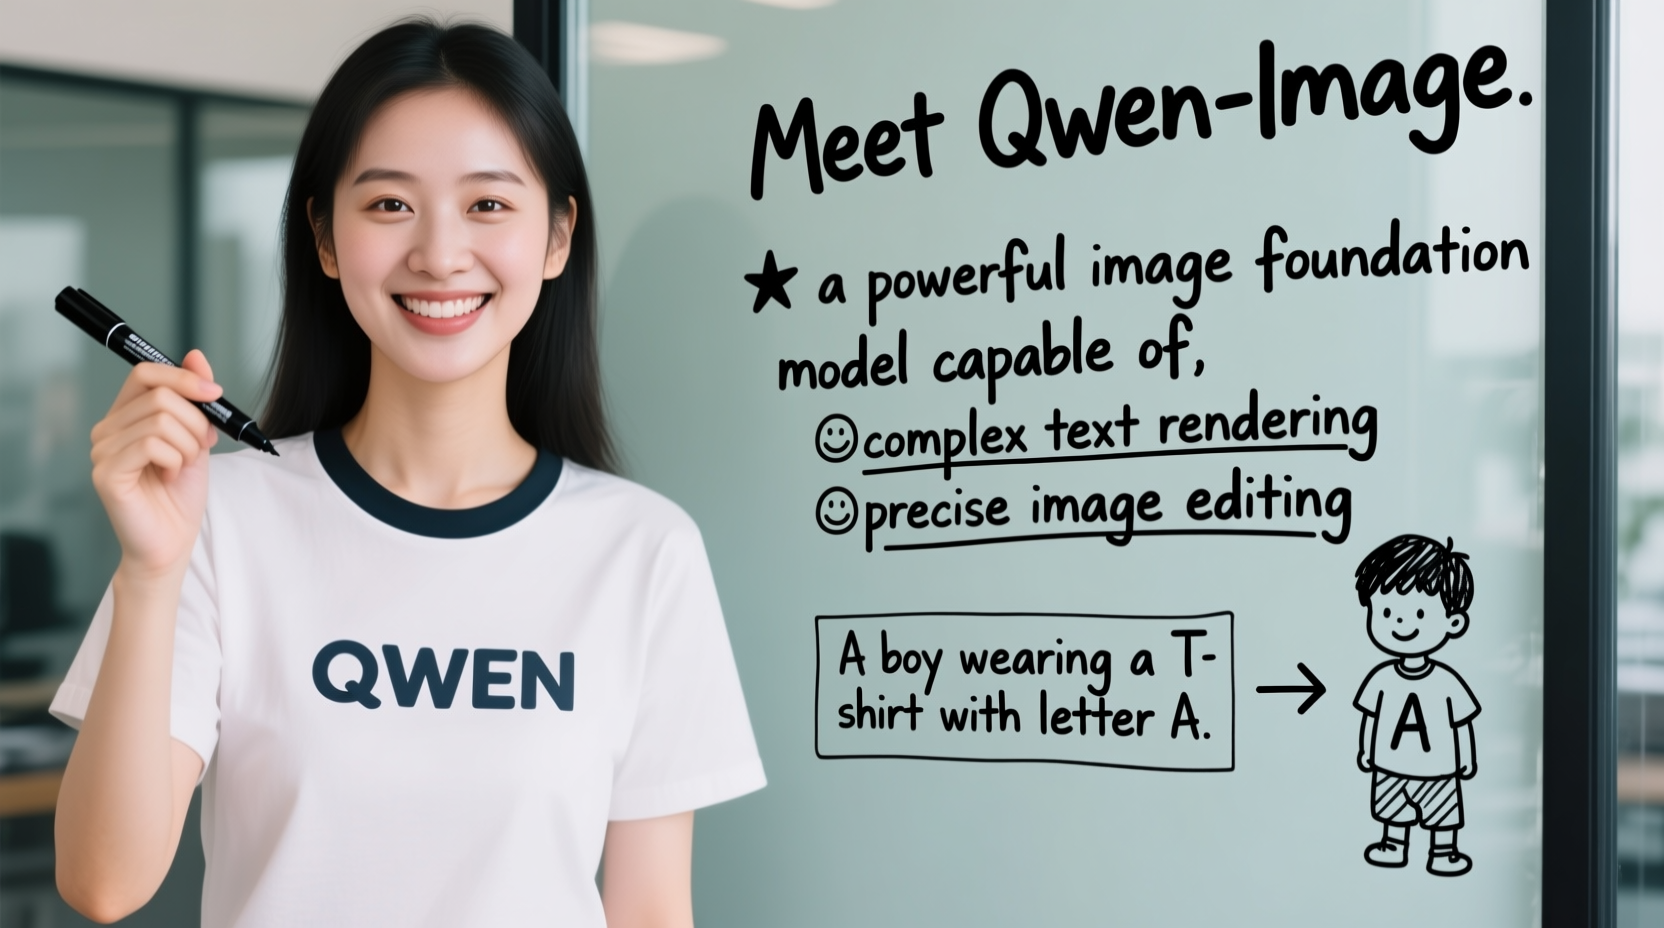 Meet Qwen-Image.
★ a powerful image foundation
model capable of,
complex text rendering
precise image editing
A boy wearing a T-
shirt with letter A.
A
QWEN